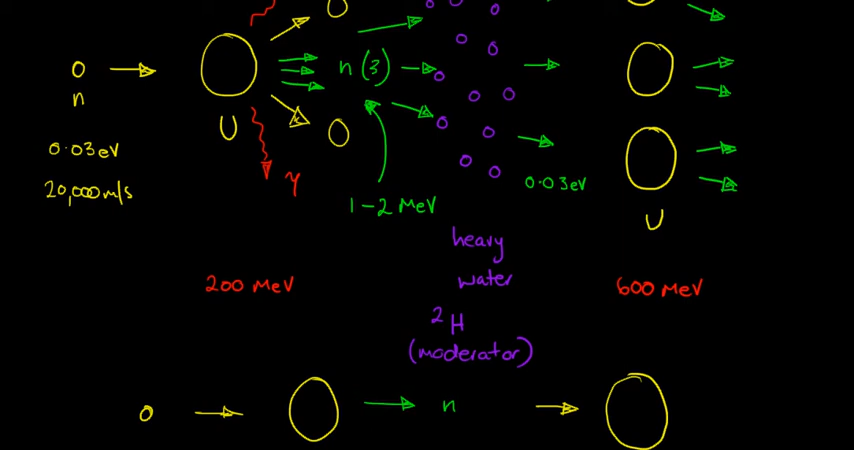 n (3)
n
U
0.03eV
20,000m/s
γ
1-2 MeV
0.03eV
U
heavy
water
200 MeV
600 MeV
²H
(moderator)
n